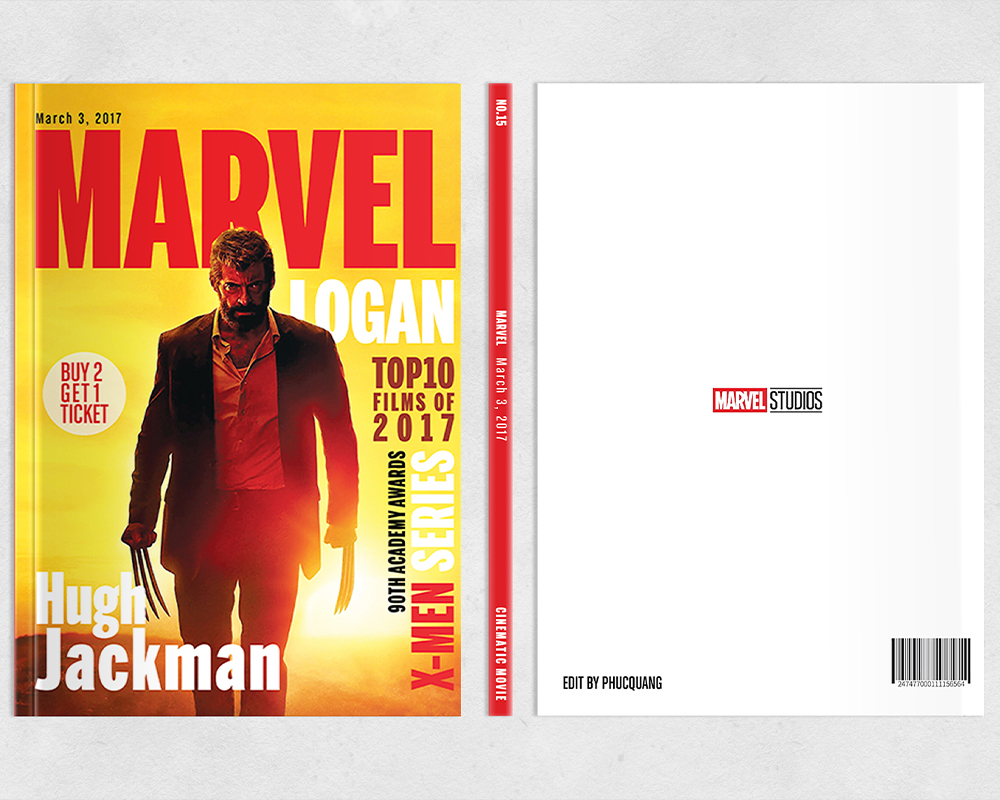 March 3, 2017
MARVEL
LOGAN
BUY 2
GET 1
TICKET
TOP10
FILMS OF
2017
90TH ACADEMY AWARDS
X-MEN SERIES
Hugh
Jackman
NO.15
MARVEL March 3, 2017
CINEMATIC MOVIE
MARVEL STUDIOS
EDIT BY PHUCQUANG
247477000111156564